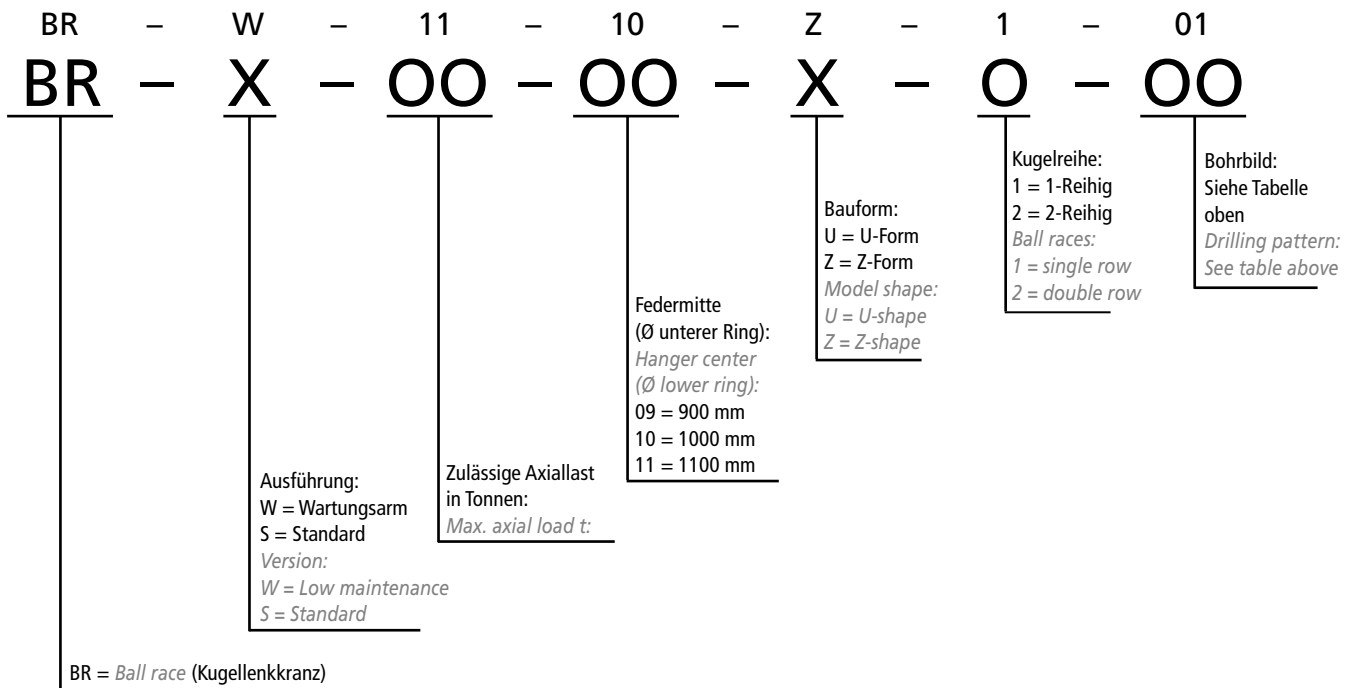 BR – W – 11 – 10 – Z – 1 – 01
BR – X – OO – OO – X – O – OO
Kugelreihe:
1 = 1-Reihig
2 = 2-Reihig
Ball races:
1 = single row
2 = double row
Bohrbild:
Siehe Tabelle
oben
Drilling pattern:
See table above
Bauform:
U = U-Form
Z = Z-Form
Model shape:
U = U-shape
Z = Z-shape
Federmitte
(Ø unterer Ring):
Hanger center
(Ø lower ring):
09 = 900 mm
10 = 1000 mm
11 = 1100 mm
Zulässige Axiallast
in Tonnen:
Max. axial load t:
Ausführung:
W = Wartungsarm
S = Standard
Version:
W = Low maintenance
S = Standard
BR = Ball race (Kugellenkkranz)